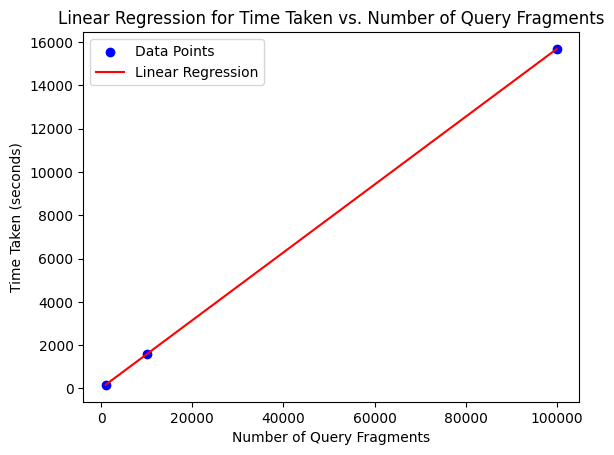 Linear Regression for Time Taken vs. Number of Query Fragments
Data Points
Linear Regression
16000
14000
12000
10000
8000
6000
4000
2000
0
Time Taken (seconds)
0 20000 40000 60000 80000 100000
Number of Query Fragments